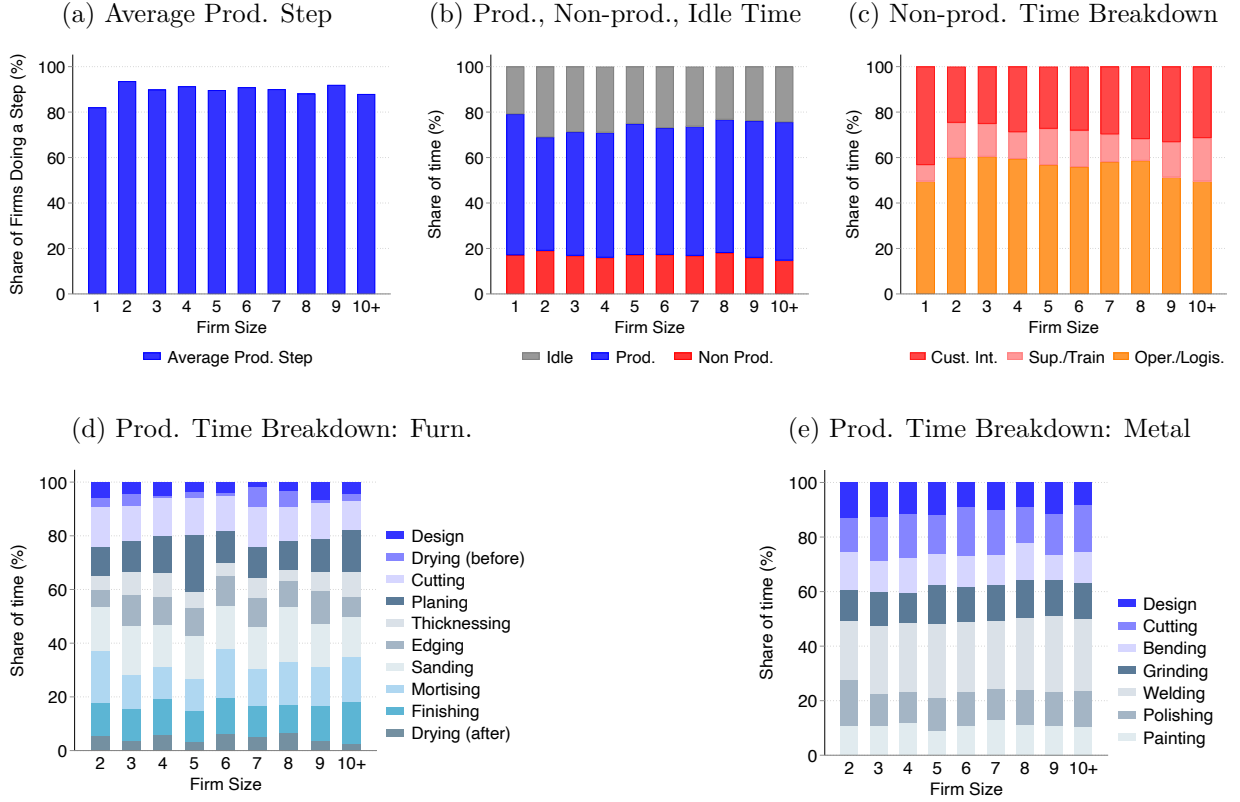 (a) Average Prod. Step
Share of Firms Doing a Step (%)
100
80
60
40
20
0
1 2 3 4 5 6 7 8 9 10+
Firm Size
Average Prod. Step
(b) Prod., Non-prod., Idle Time
Share of time (%)
100
80
60
40
20
0
1 2 3 4 5 6 7 8 9 10+
Firm Size
Idle Prod. Non Prod.
(c) Non-prod. Time Breakdown
Share of time (%)
100
80
60
40
20
0
1 2 3 4 5 6 7 8 9 10+
Firm Size
Cust. Int. Sup./Train Oper./Logis.
(d) Prod. Time Breakdown: Furn.
Share of time (%)
100
80
60
40
20
0
2 3 4 5 6 7 8 9 10+
Firm Size
Design
Drying (before)
Cutting
Planing
Thicknessing
Edging
Sanding
Mortising
Finishing
Drying (after)
(e) Prod. Time Breakdown: Metal
Share of time (%)
100
80
60
40
20
0
2 3 4 5 6 7 8 9 10+
Firm Size
Design
Cutting
Bending
Grinding
Welding
Polishing
Painting